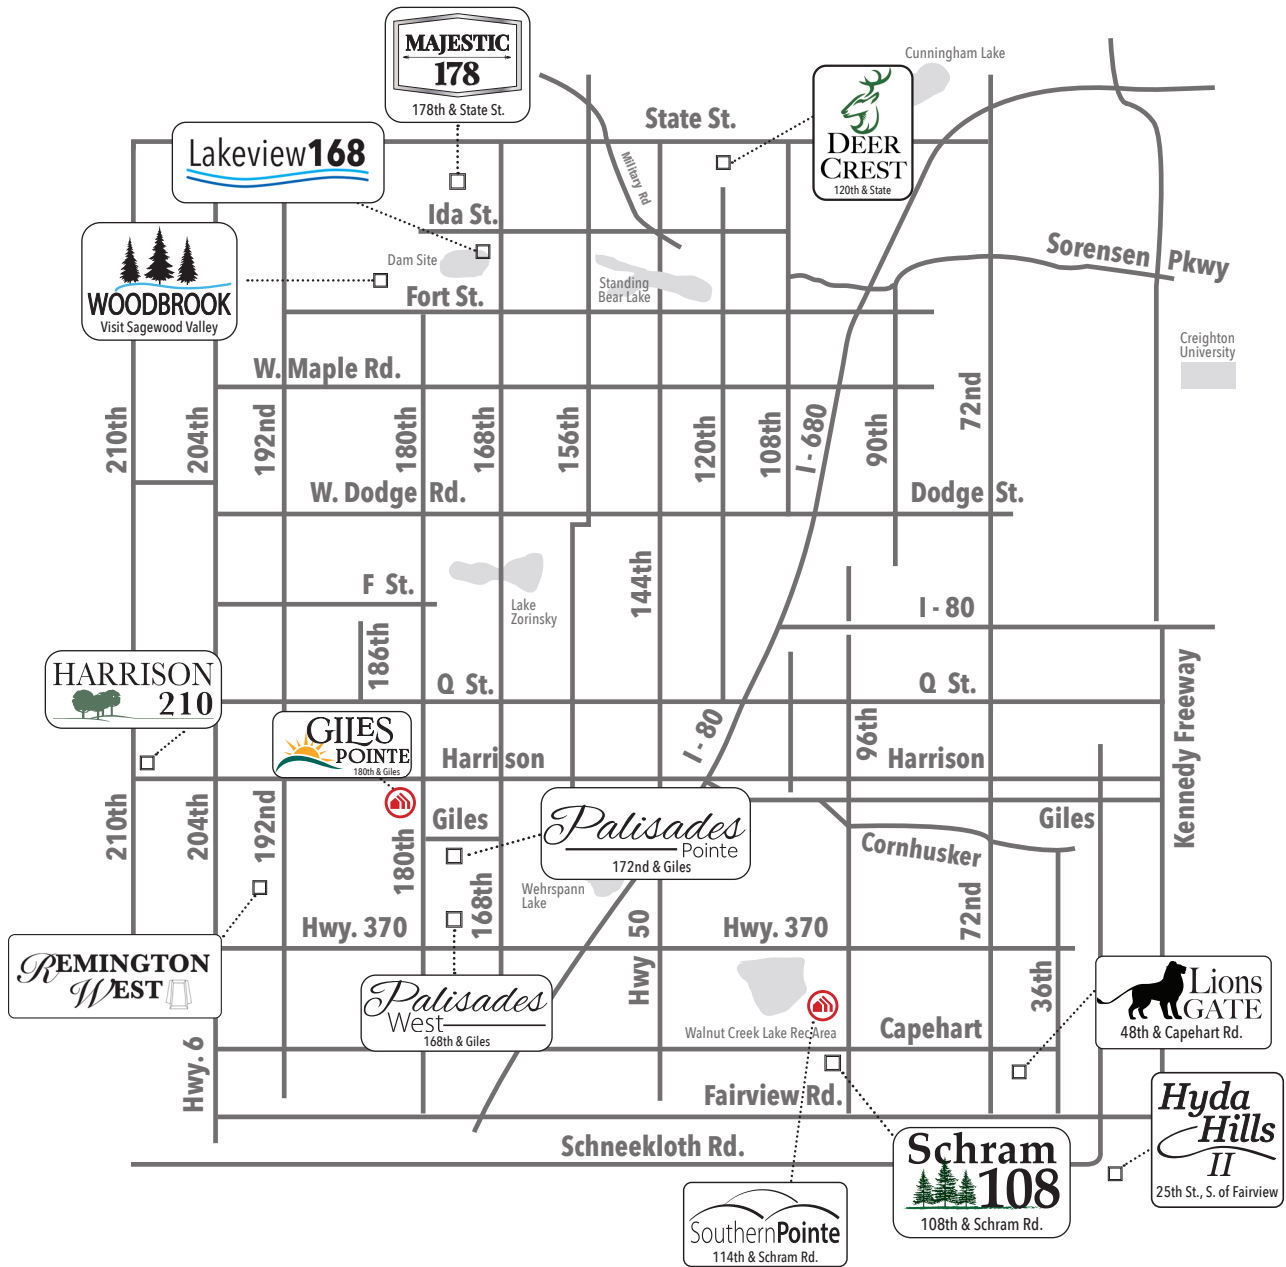 MAJESTIC
178
178th & State St.
Cunningham Lake
State St.
DEER
CREST
120th & State
Lakeview168
Military Rd
Ida St.
WOODBROOK
Visit Sagewood Valley
Dam Site
Standing
Bear Lake
Sorensen Pkwy
Fort St.
Creighton
University
W. Maple Rd.
210th
204th
192nd
180th
168th
156th
120th
108th
I - 680
90th
72nd
W. Dodge Rd.
Dodge St.
144th
F St.
Lake
Zorinsky
I - 80
186th
HARRISON
210
Q St.
Q St.
Kennedy Freeway
GILES
POINTE
180th & Giles
I - 80
96th
Harrison
Harrison
210th
204th
192nd
180th
Giles
Palisades
Pointe
172nd & Giles
Giles
Cornhusker
168th
Wehrspann
Lake
Hwy 50
72nd
Hwy. 370
Hwy. 370
REMINGTON
WEST
Palisades
West
168th & Giles
36th
Lions
GATE
48th & Capehart Rd.
Walnut Creek Lake Rec Area
Capehart
Hwy. 6
Fairview Rd.
Hyda
Hills
II
25th St., S. of Fairview
Schneekloth Rd.
Schram
108
108th & Schram Rd.
SouthernPointe
114th & Schram Rd.